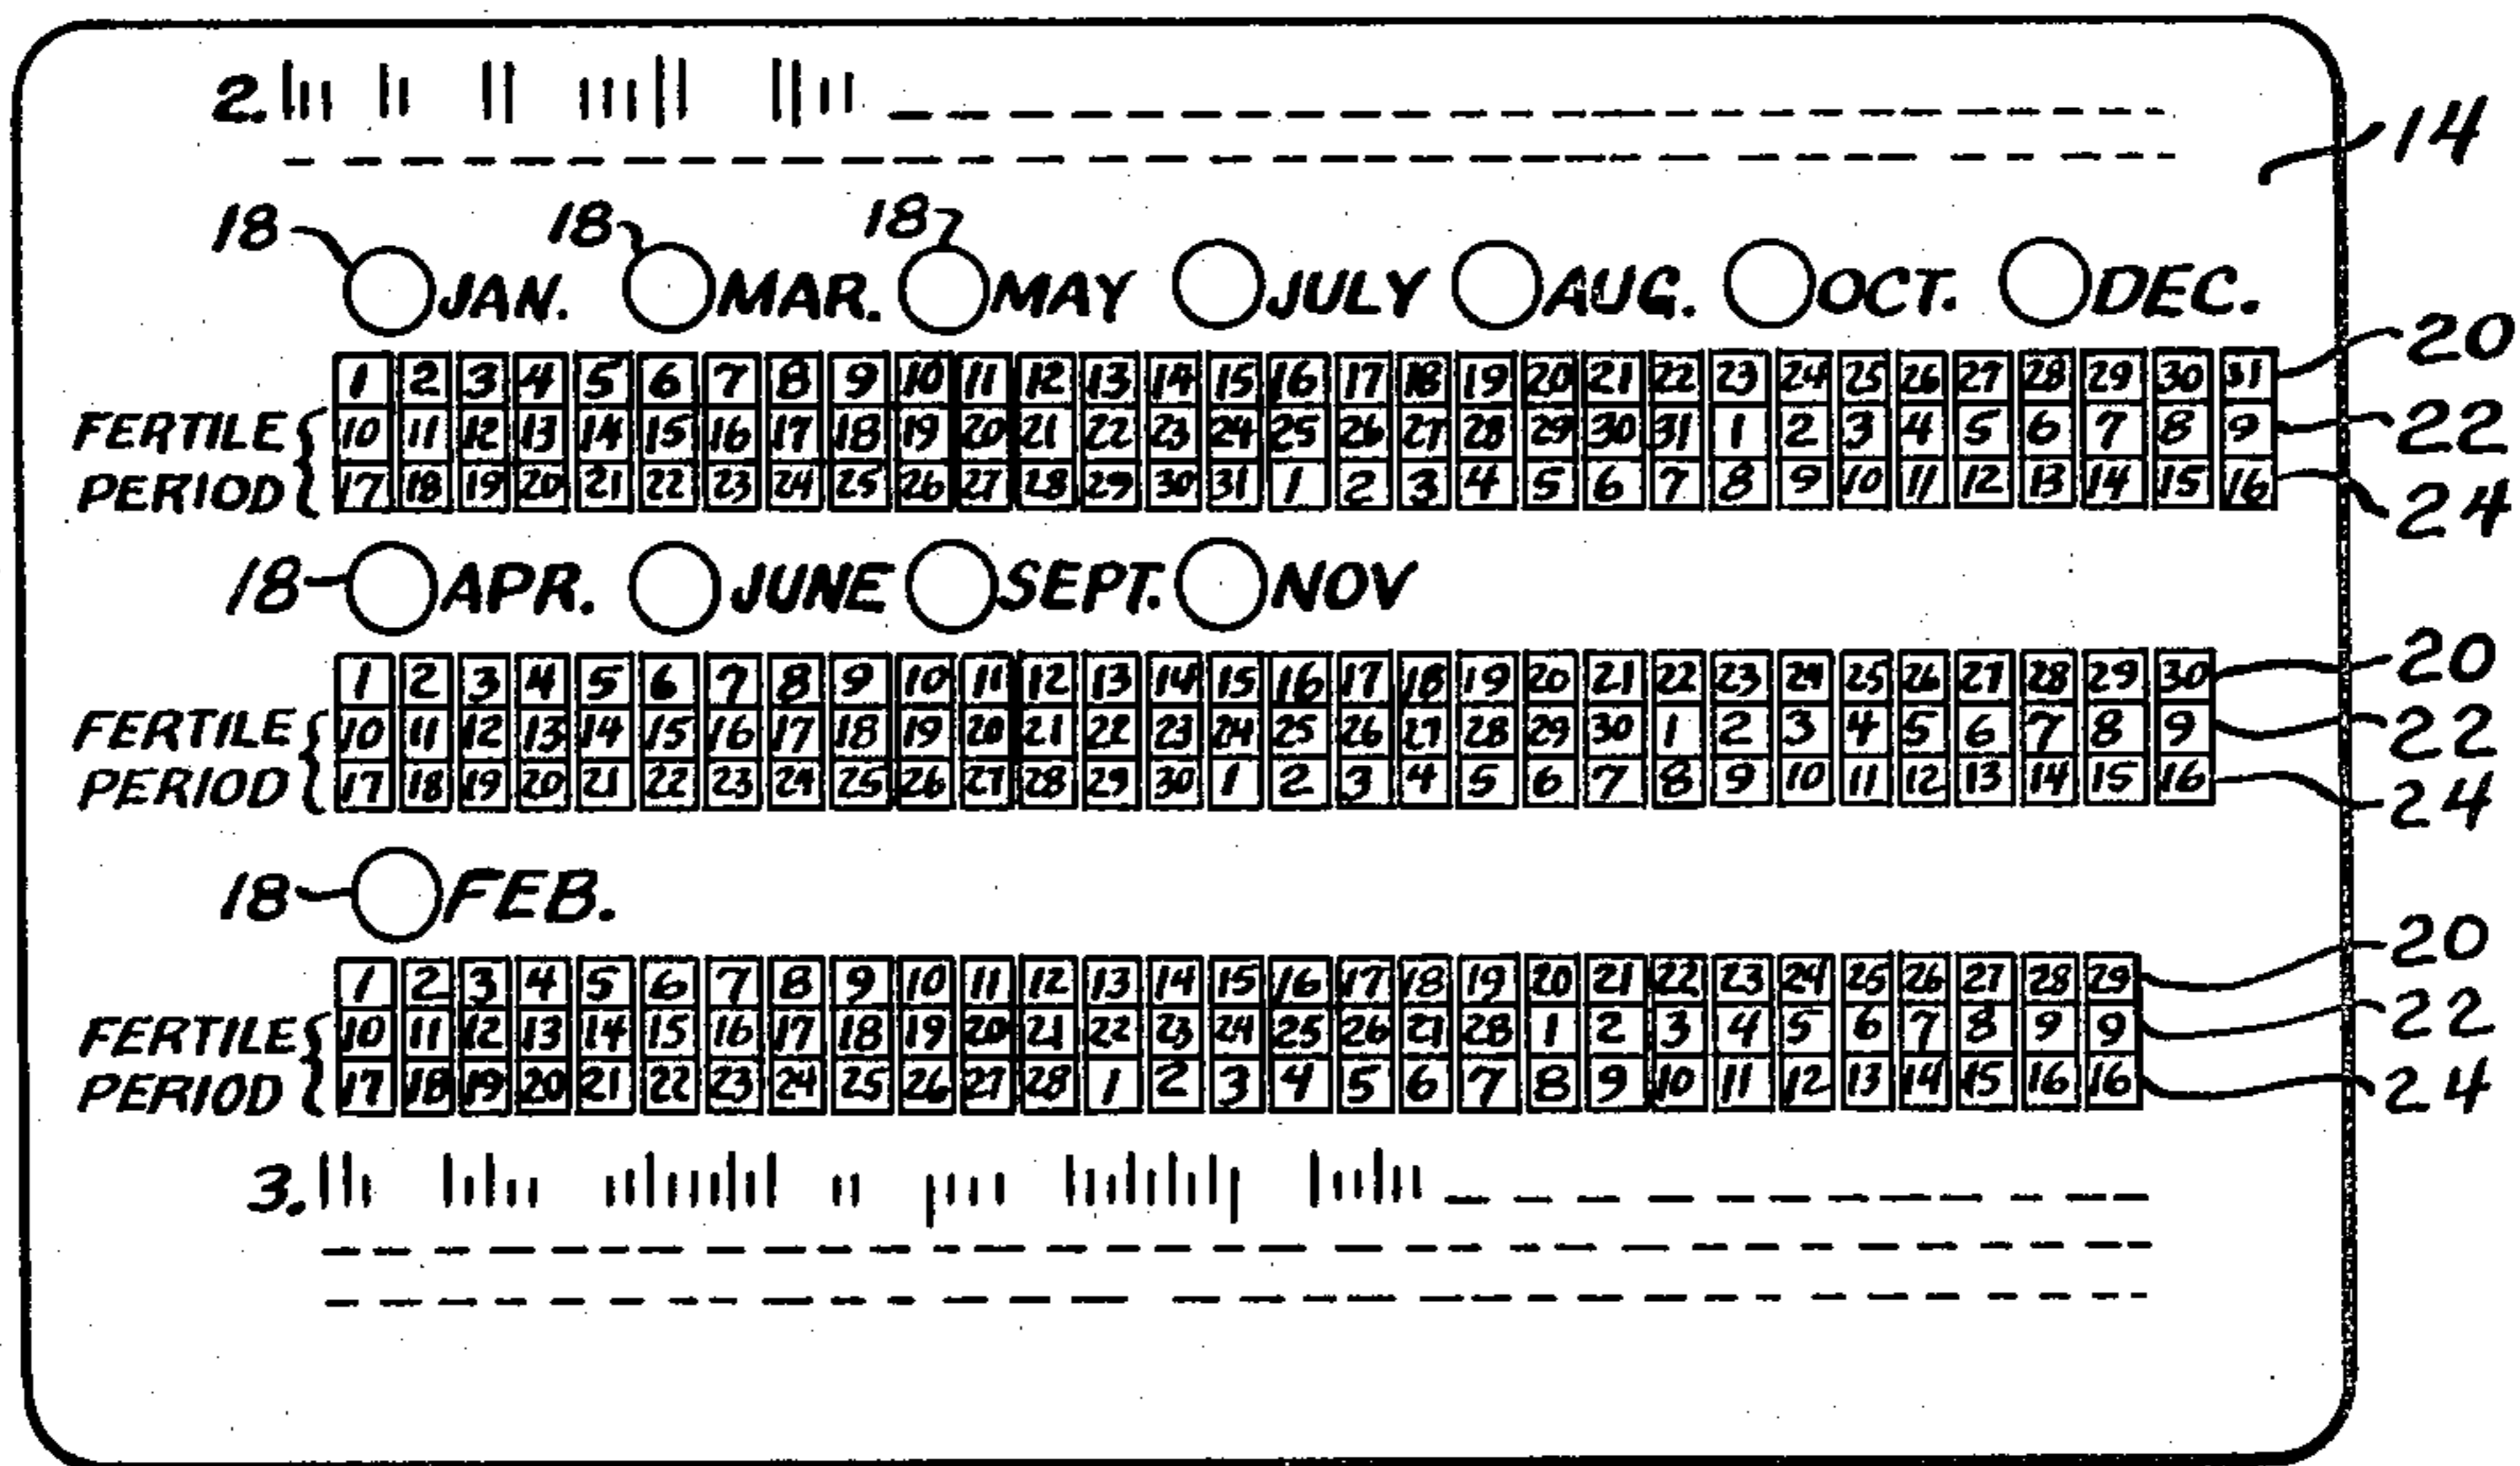 2.
14
18 18 18
JAN. MAR. MAY JULY AUG. OCT. DEC.
1 2 3 4 5 6 7 8 9 10 11 12 13 14 15 16 17 18 19 20 21 22 23 24 25 26 27 28 29 30 31 20
FERTILE 10 11 12 13 14 15 16 17 18 19 20 21 22 23 24 25 26 27 28 29 30 31 1 2 3 4 5 6 7 8 9 22
PERIOD 17 18 19 20 21 22 23 24 25 26 27 28 29 30 31 1 2 3 4 5 6 7 8 9 10 11 12 13 14 15 16 24
18 APR. JUNE SEPT. NOV
1 2 3 4 5 6 7 8 9 10 11 12 13 14 15 16 17 18 19 20 21 22 23 24 25 26 27 28 29 30 20
FERTILE 10 11 12 13 14 15 16 17 18 19 20 21 22 23 24 25 26 27 28 29 30 1 2 3 4 5 6 7 8 9 22
PERIOD 17 18 19 20 21 22 23 24 25 26 27 28 29 30 1 2 3 4 5 6 7 8 9 10 11 12 13 14 15 16 24
18 FEB.
1 2 3 4 5 6 7 8 9 10 11 12 13 14 15 16 17 18 19 20 21 22 23 24 25 26 27 28 29 20
FERTILE 10 11 12 13 14 15 16 17 18 19 20 21 22 23 24 25 26 27 28 1 2 3 4 5 6 7 8 9 9 22
PERIOD 17 18 19 20 21 22 23 24 25 26 27 28 1 2 3 4 5 6 7 8 9 10 11 12 13 14 15 16 16 24
3.